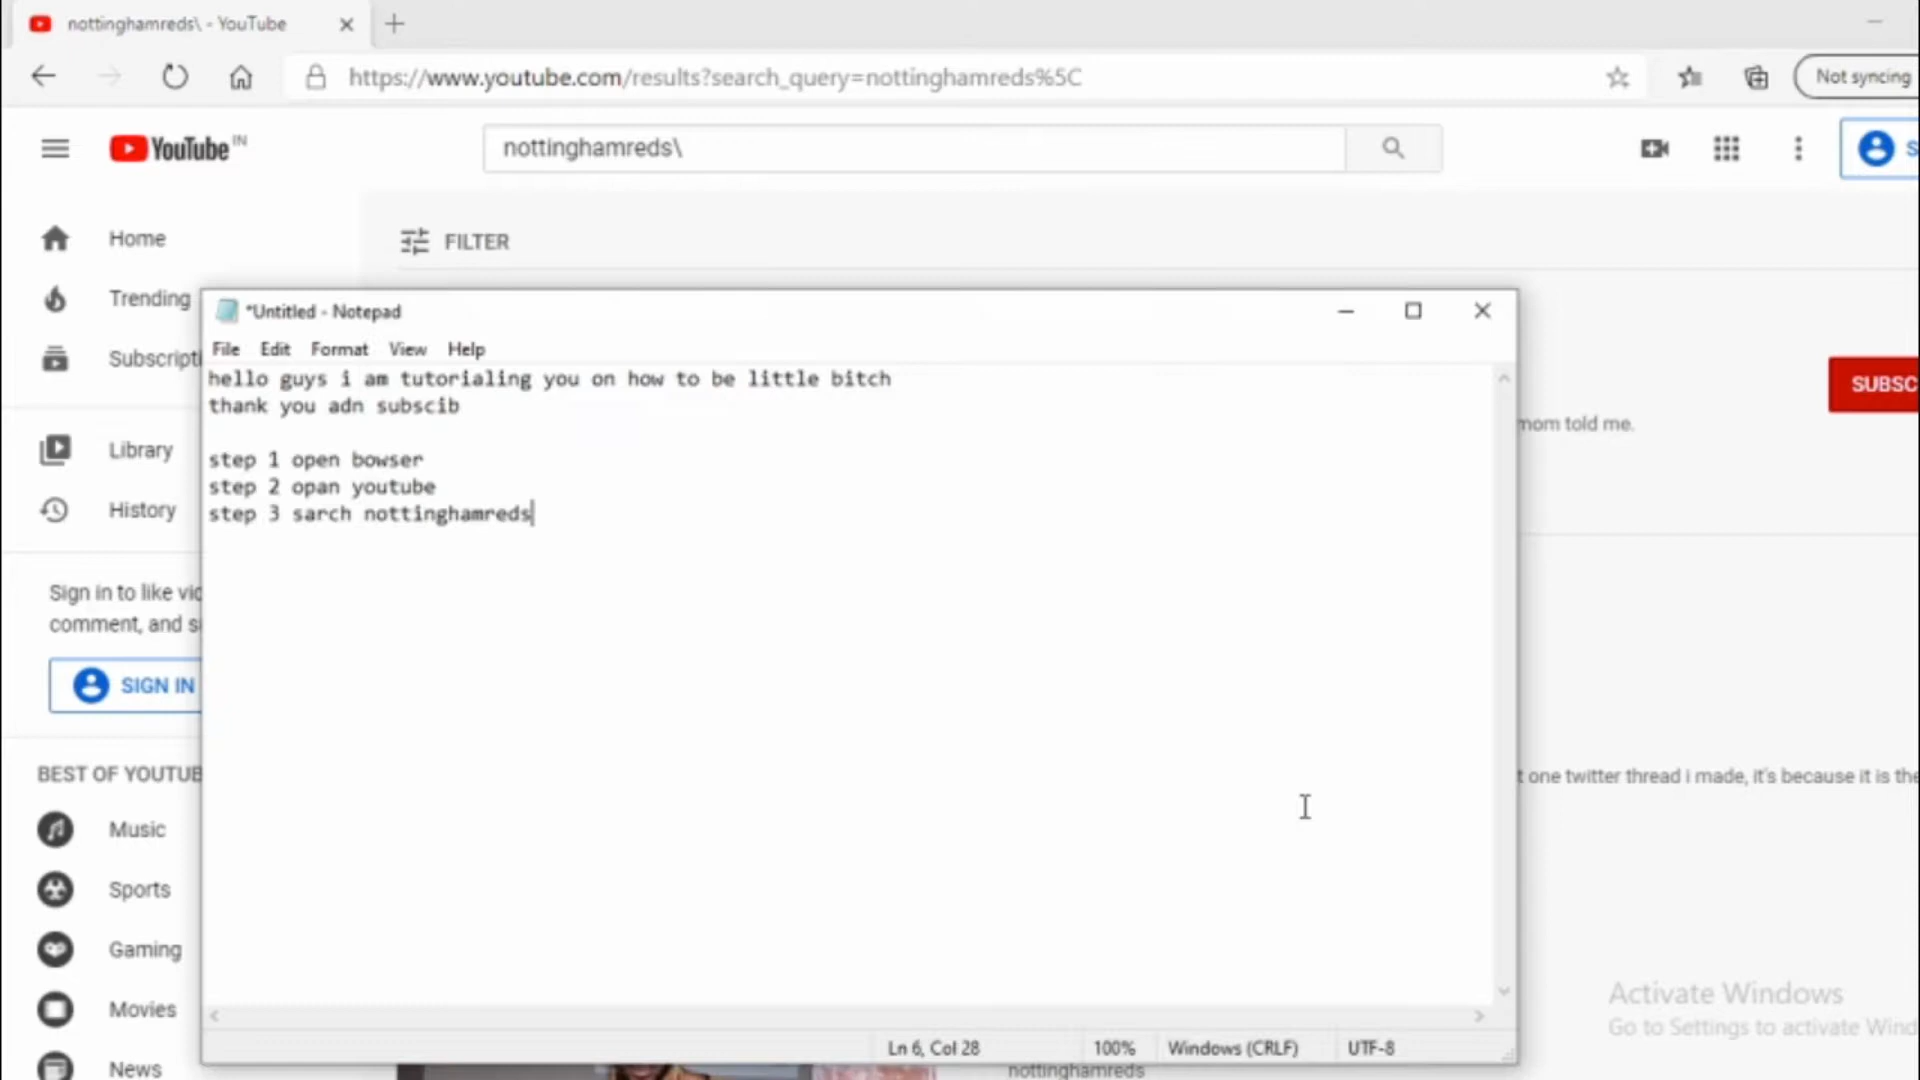 nottinghamreds\ - YouTube
https://www.youtube.com/results?search_query=nottinghamreds%5C
Not syncing
YouTube IN
nottinghamreds\
S
Home
FILTER
Trending
Subscripti
*Untitled - Notepad
File Edit Format View Help
hello guys i am tutorialing you on how to be little bitch
thank you adn subscib
step 1 open bowser
step 2 opan youtube
step 3 sarch nottinghamreds
SUBSC
mom told me.
Library
History
Sign in to like vid
comment, and s
SIGN IN
BEST OF YOUTUB
t one twitter thread i made, it's because it is the
Music
Sports
Gaming
Movies
News
Activate Windows
Go to Settings to activate Wind
Ln 6, Col 28
100%
Windows (CRLF)
UTF-8
nottinghamreds